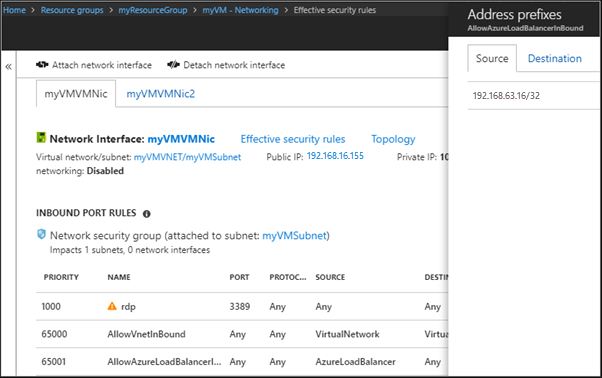 Home > Resource groups > myResourceGroup > myVM - Networking > Effective security rules
Address prefixes
AllowAzureLoadBalancerInBound
« Attach network interface Detach network interface
Source Destination
myVMVMNic myVMVMNic2
192.168.63.16/32
Network Interface: myVMVMNic Effective security rules Topology
Virtual network/subnet: myVMVNET/myVMSubnet Public IP: 192.168.16.155 Private IP: 10
networking: Disabled
INBOUND PORT RULES
Network security group (attached to subnet: myVMSubnet)
Impacts 1 subnets, 0 network interfaces
PRIORITY NAME PORT PROTOC... SOURCE DESTIN
1000 rdp 3389 Any Any Any
65000 AllowVnetInBound Any Any VirtualNetwork Virtua
65001 AllowAzureLoadBalancerI... Any Any AzureLoadBalancer Any